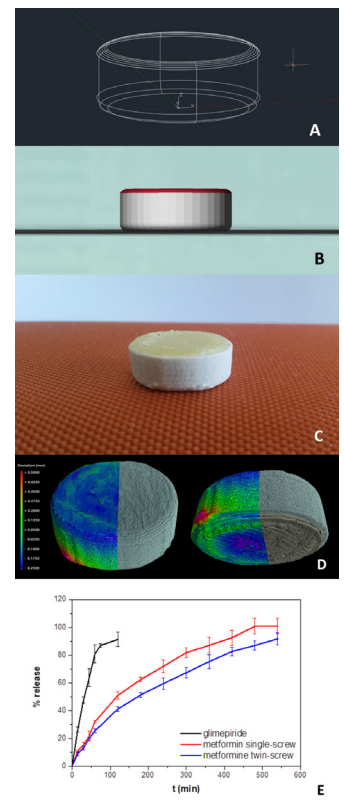 A
B
C
Deviation [mm]
D
120
100
80
60
40
20
0
% release
glimepiride
metformin single-screw
metformine twin-screw
0 100 200 300 400 500 600
t (min)
E